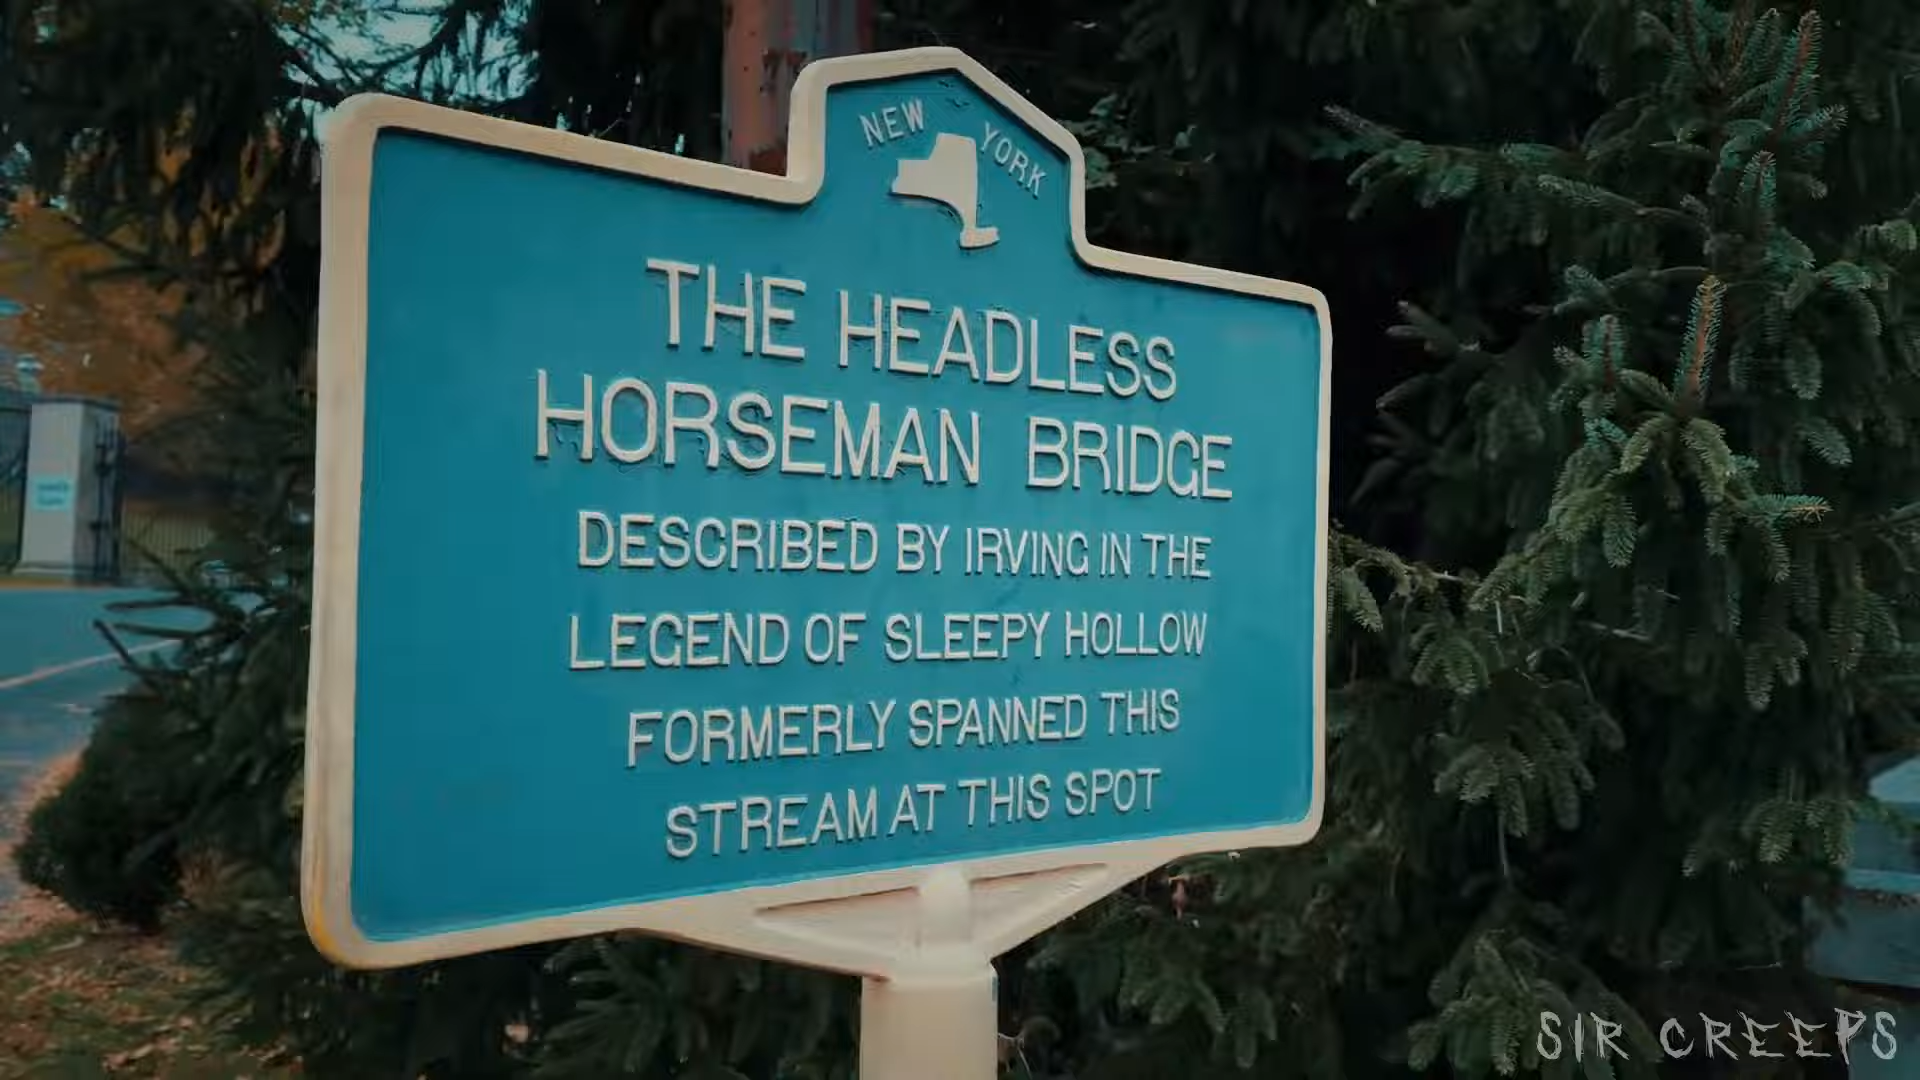 NEW YORK
THE HEADLESS
HORSEMAN BRIDGE
DESCRIBED BY IRVING IN THE
LEGEND OF SLEEPY HOLLOW
FORMERLY SPANNED THIS
STREAM AT THIS SPOT
SIR CREEPS